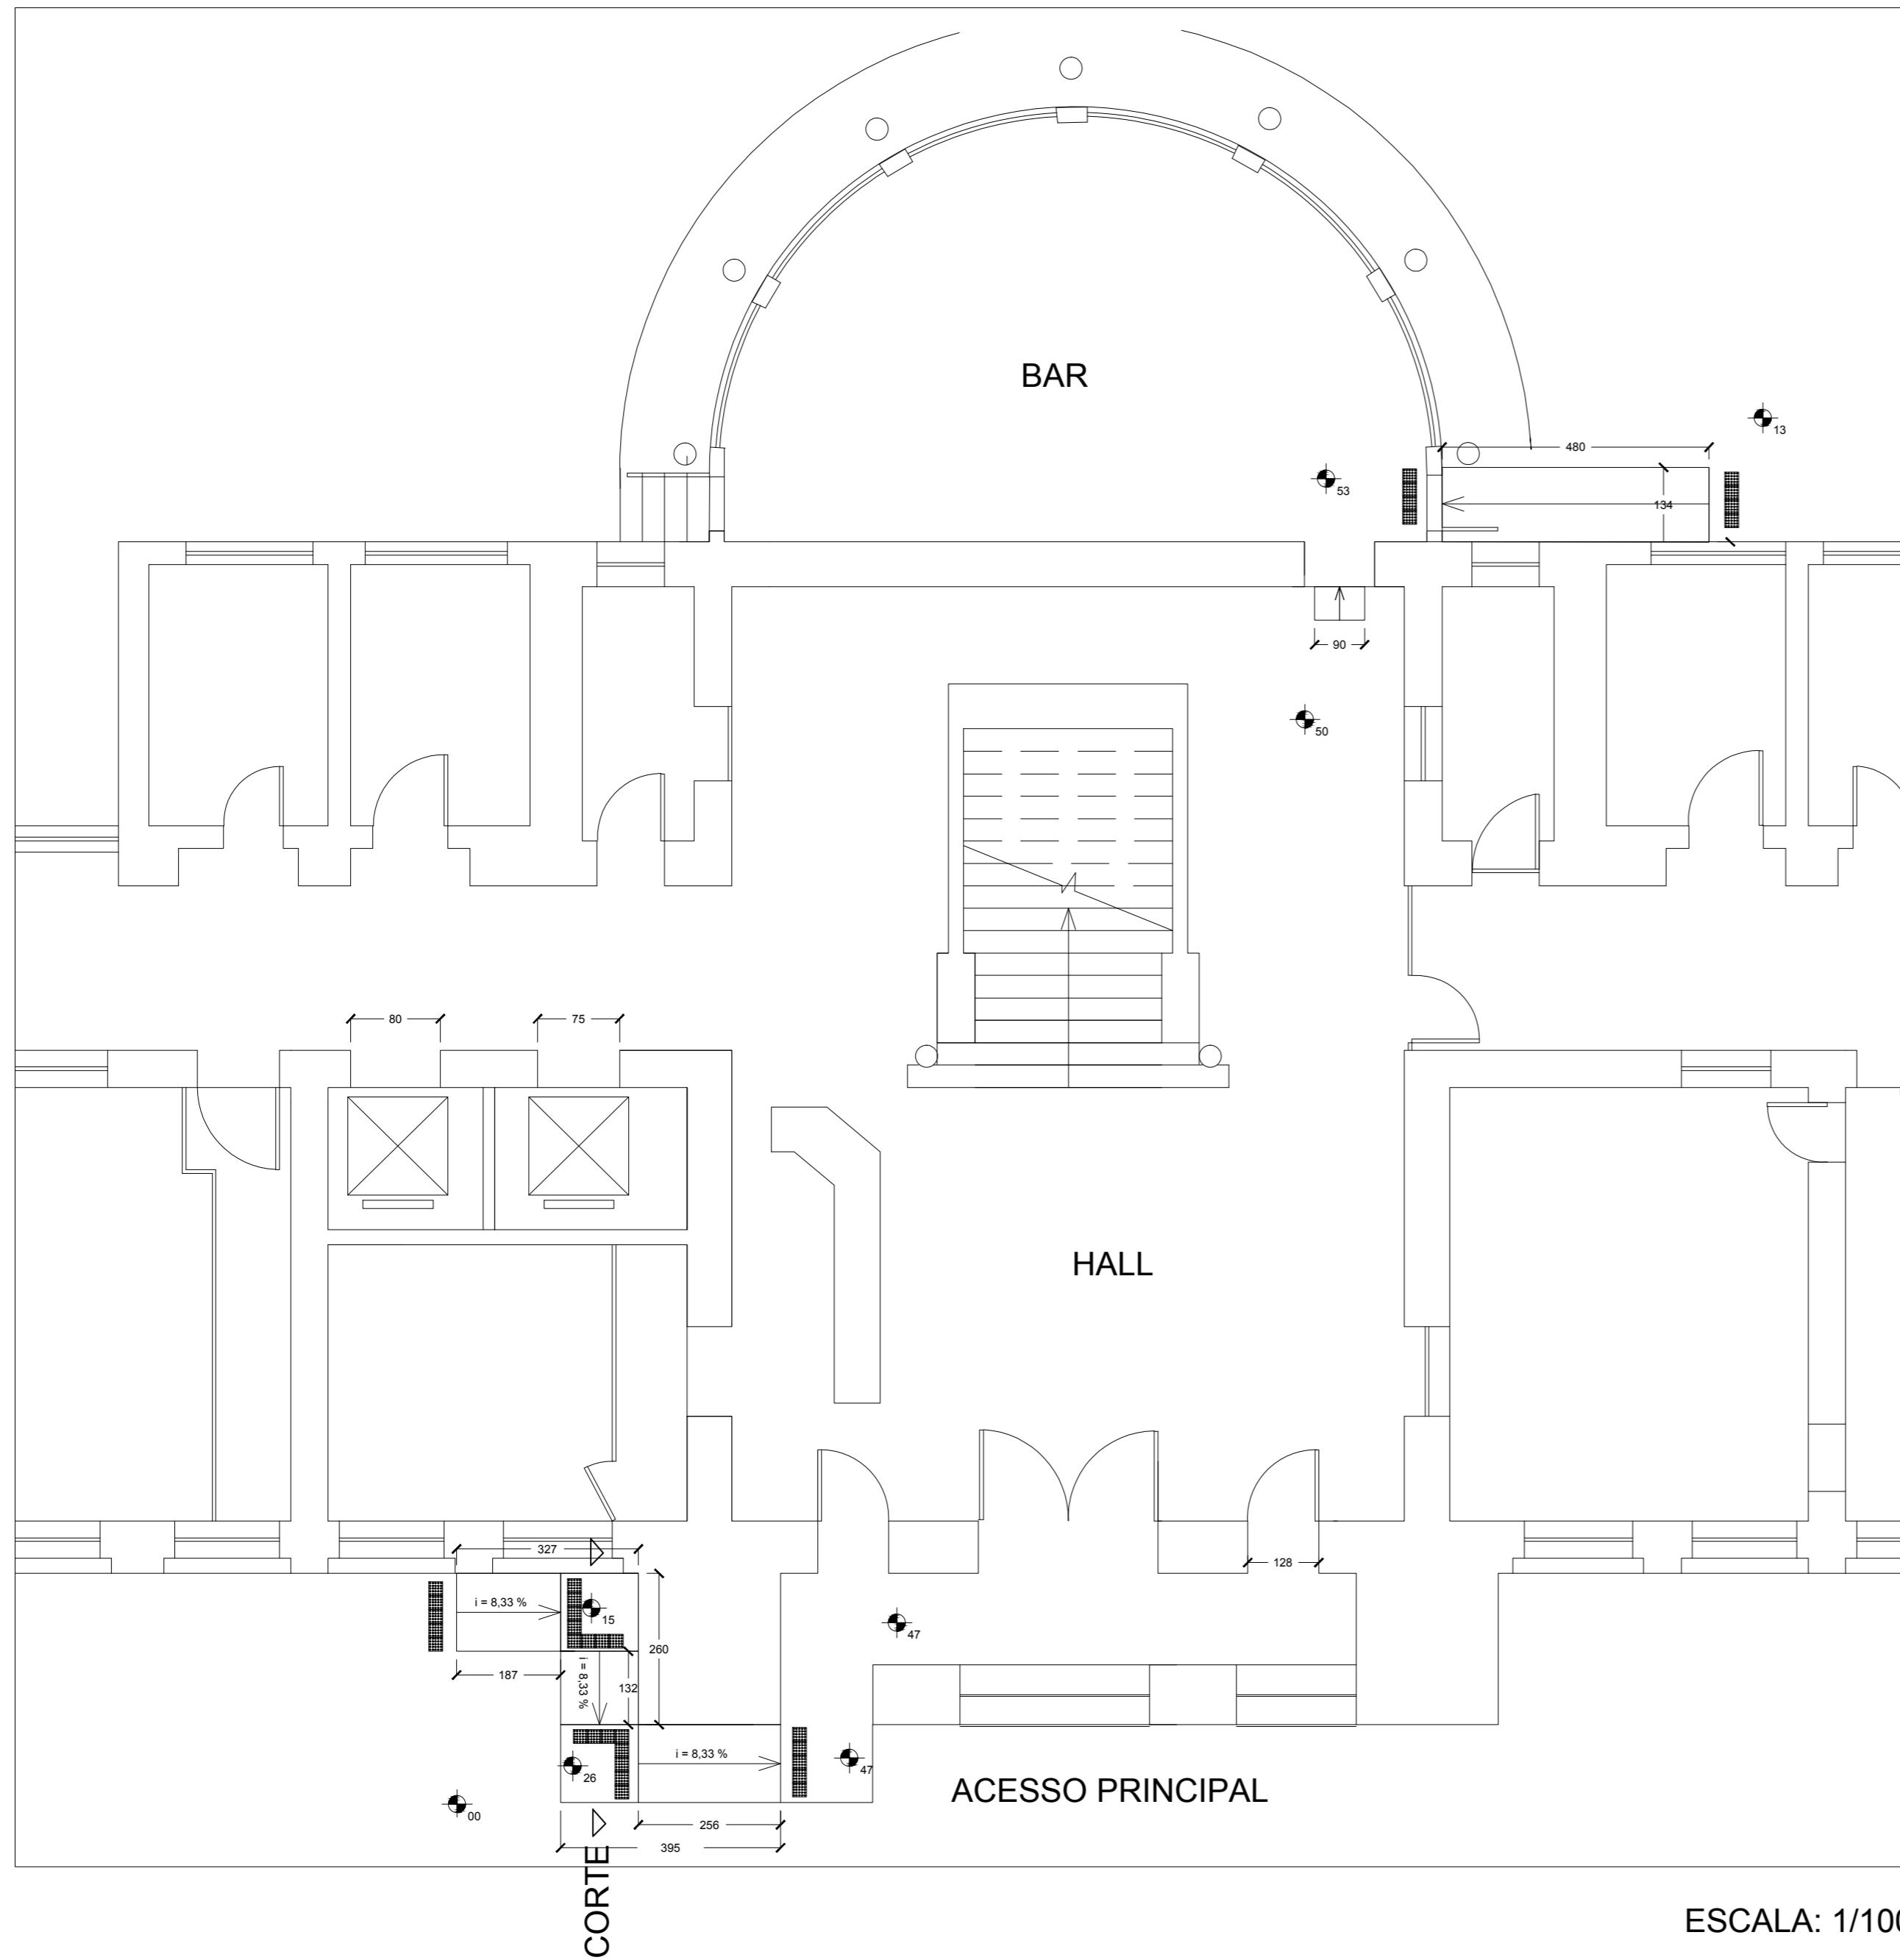 BAR
13
480
53
134
90
50
80
75
HALL
327
128
i = 8,33 %
15
47
260
187
i = 8,33 %
132
i = 8,33 %
47
26
ACESSO PRINCIPAL
00
256
395
CORTE
ESCALA: 1/100